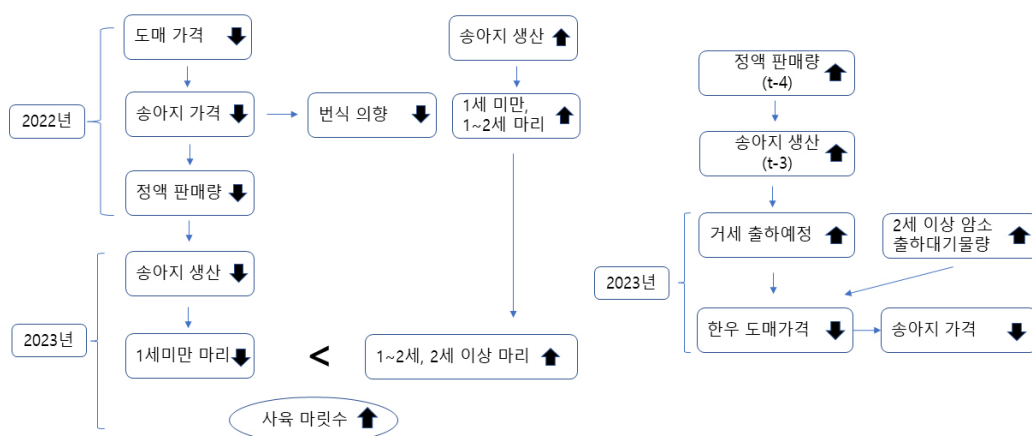 도매 가격
송아지 생산
정액 판매량
(t-4)
2022년
송아지 가격
번식 의향
1세 미만,
1~2세 마리
송아지 생산
(t-3)
정액 판매량
거세 출하예정
2세 이상 암소
출하대기물량
송아지 생산
2023년
2023년
1세미만 마리
<
1~2세, 2세 이상 마리
한우 도매가격
송아지 가격
사육 마릿수